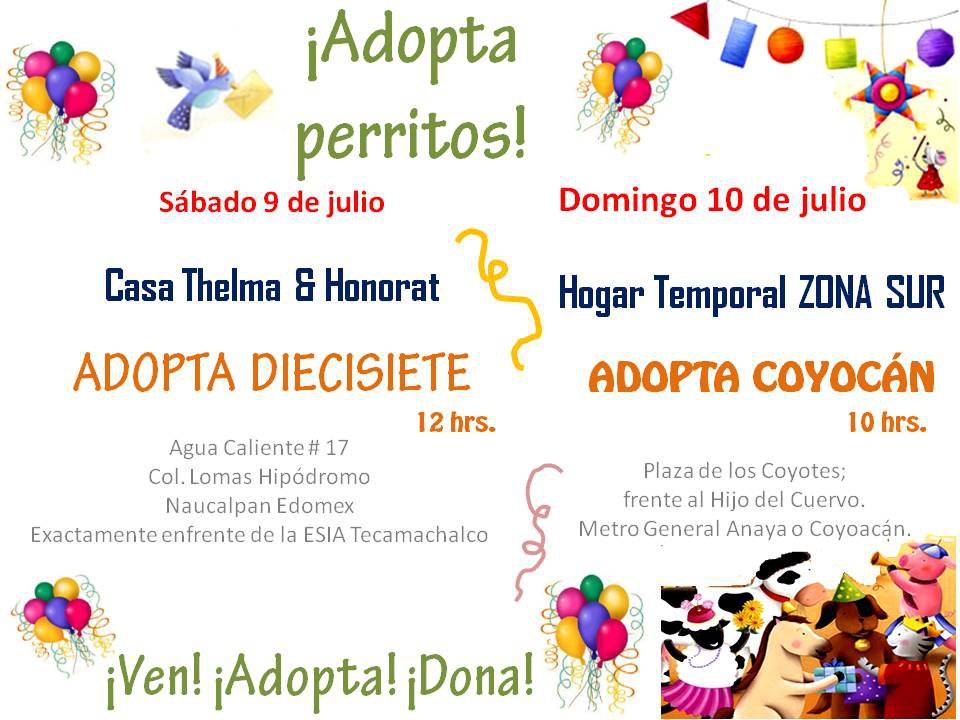 ¡Adopta
perritos!
Sábado 9 de julio
Casa Thelma & Honorat
ADOPTA DIECISIETE
12 hrs.
Agua Caliente # 17
Col. Lomas Hipódromo
Naucalpan Edomex
Exactamente enfrente de la ESIA Tecamachalco
Domingo 10 de julio
Hogar Temporal ZONA SUR
ADOPTA COYOCÁN
10 hrs.
Plaza de los Coyotes;
frente al Hijo del Cuervo.
Metro General Anaya o Coyoacán.
¡Ven! ¡Adopta! ¡Dona!